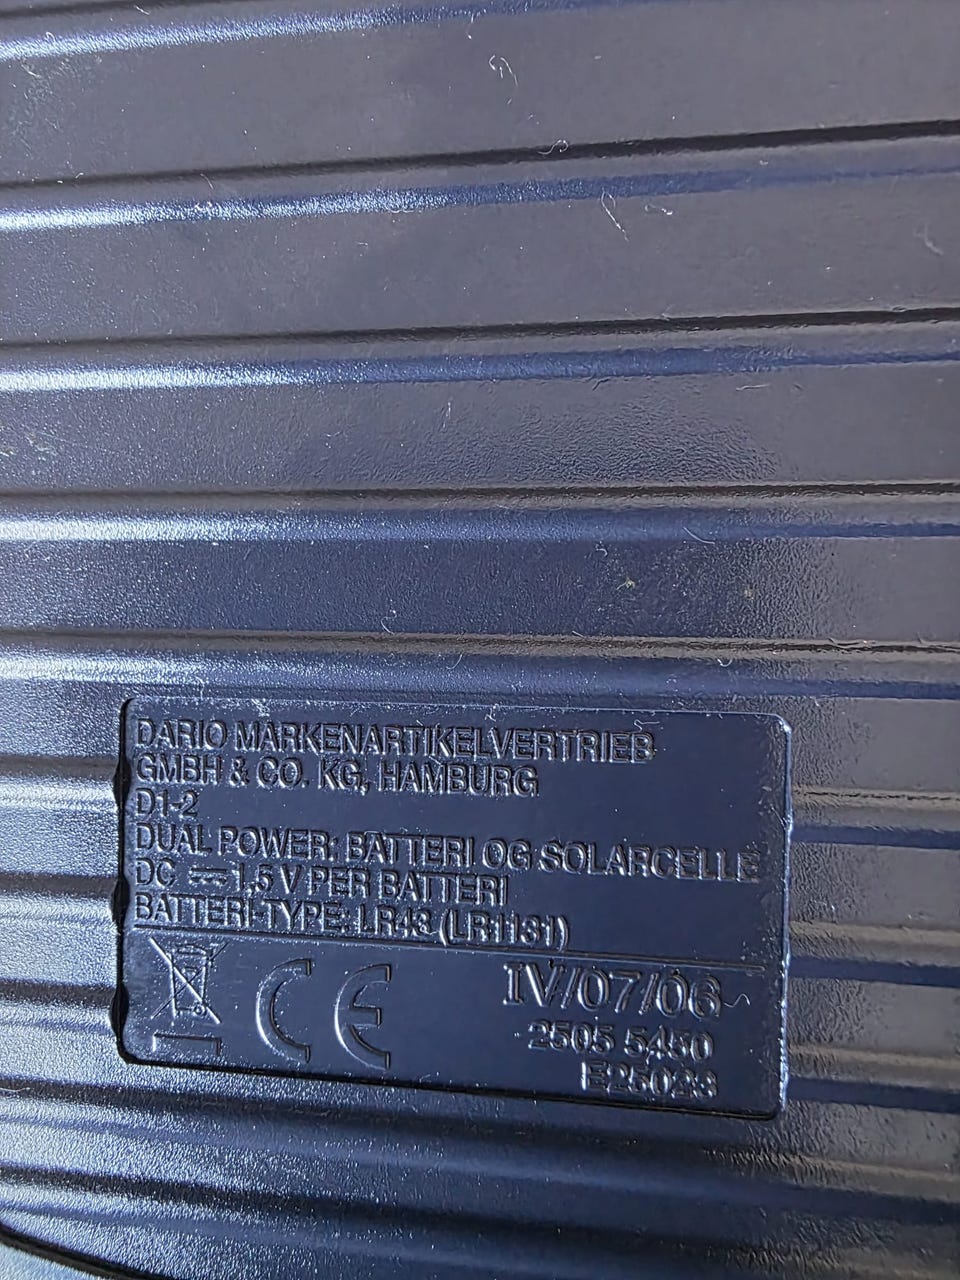 DARIO MARKENARTIKELVERTRIEB
GMBH & CO. KG, HAMBURG
D1-2
DUAL POWER: BATTERI OG SOLARCELLE
DC 1,5 V PER BATTERI
BATTERI-TYPE: LR43 (LR1131)
CE
IV/07/06
2505 5450
E25023